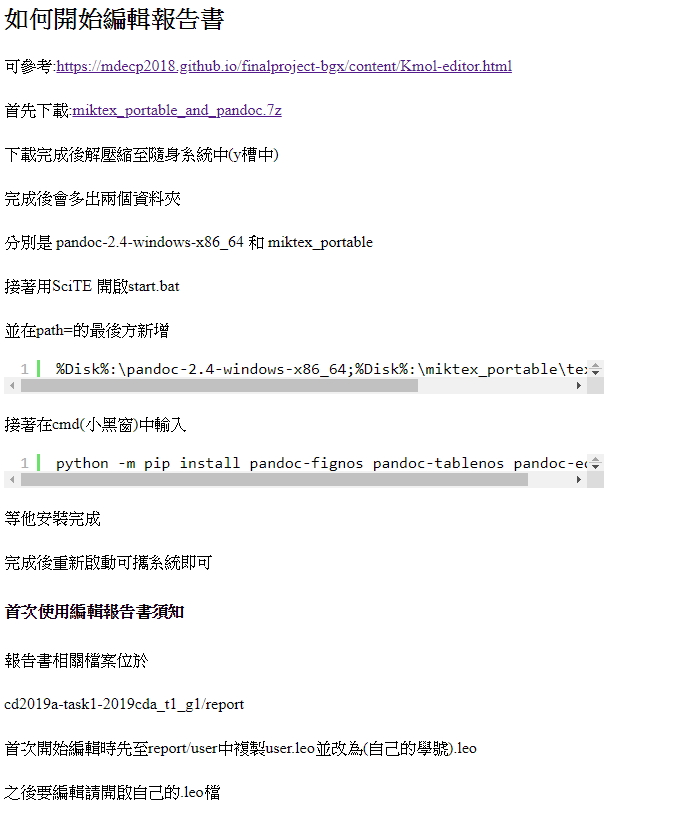 如何開始編輯報告書
可參考:https://mdecp2018.github.io/finalproject-bgx/content/Kmol-editor.html
首先下載:miktex_portable_and_pandoc.7z
下載完成後解壓縮至隨身系統中(y槽中)
完成後會多出兩個資料夾
分別是 pandoc-2.4-windows-x86_64 和 miktex_portable
接著用SciTE 開啟start.bat
並在path=的最後方新增
1 %Disk%:\pandoc-2.4-windows-x86_64;%Disk%:\miktex_portable\tex
接著在cmd(小黑窗)中輸入
1 python -m pip install pandoc-fignos pandoc-tablenos pandoc-eq
等他安裝完成
完成後重新啟動可攜系統即可
首次使用編輯報告書須知
報告書相關檔案位於
cd2019a-task1-2019cda_t1_g1/report
首次開始編輯時先至report/user中複製user.leo並改為(自己的學號).leo
之後要編輯請開啟自己的.leo檔